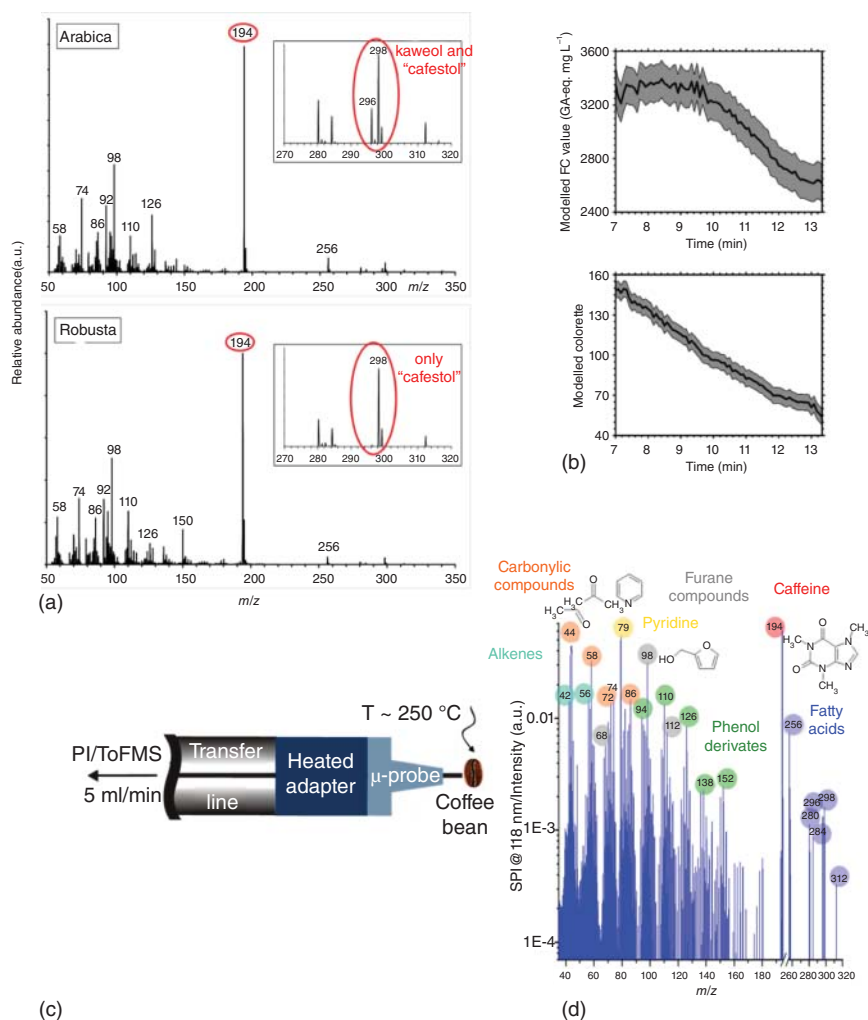 Arabica
194
kaweol and
298
"cafestol"
296
270 280 290 300 310 320
98
74
92
126
58
86
110
256
50 100 150 200 250 300 m/z 350
Relative abundance(a.u.)
Robusta
194
only
298
"cafestol"
270 280 290 300 310 320
98
74
92
110
58
86
126
150
256
50 100 150 200 250 300 350
(a)
m/z
3600
3200
2800
2400
Modelled FC value (GA-eq. mg L⁻¹)
7 8 9 10 11 12 13
Time (min)
160
130
100
70
40
Modelled colorette
7 8 9 10 11 12 13
(b)
Time (min)
T ~ 250 °C
PI/ToFMS
5 ml/min
Transfer
line
Heated
adapter
μ-probe
Coffee
bean
(c)
Carbonylic
compounds
Furane compounds
Caffeine
O
CH₃
CH₃
N
H₃C
O
Pyridine
Alkenes
44
79
194
58
98
HO
O
O
CH₃
H₃C
N
N
O
N
N
CH₃
42
56
74
72
86
94
110
126
112
68
256
Fatty
acids
Phenol
derivates
138
152
296
298
280
284
312
0.01
1E-3
1E-4
SPI @ 118 nm/Intensity (a.u.)
40 60 80 100 120 140 160 190 260 280 300 320
m/z
(d)